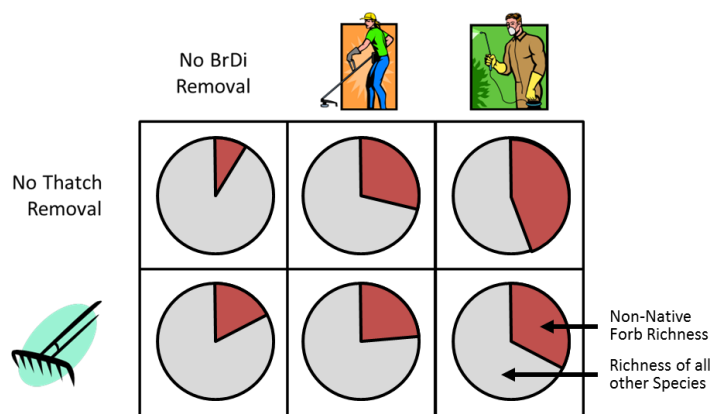 No BrDi
Removal
No Thatch
Removal
Non-Native
Forb Richness
Richness of all
other Species